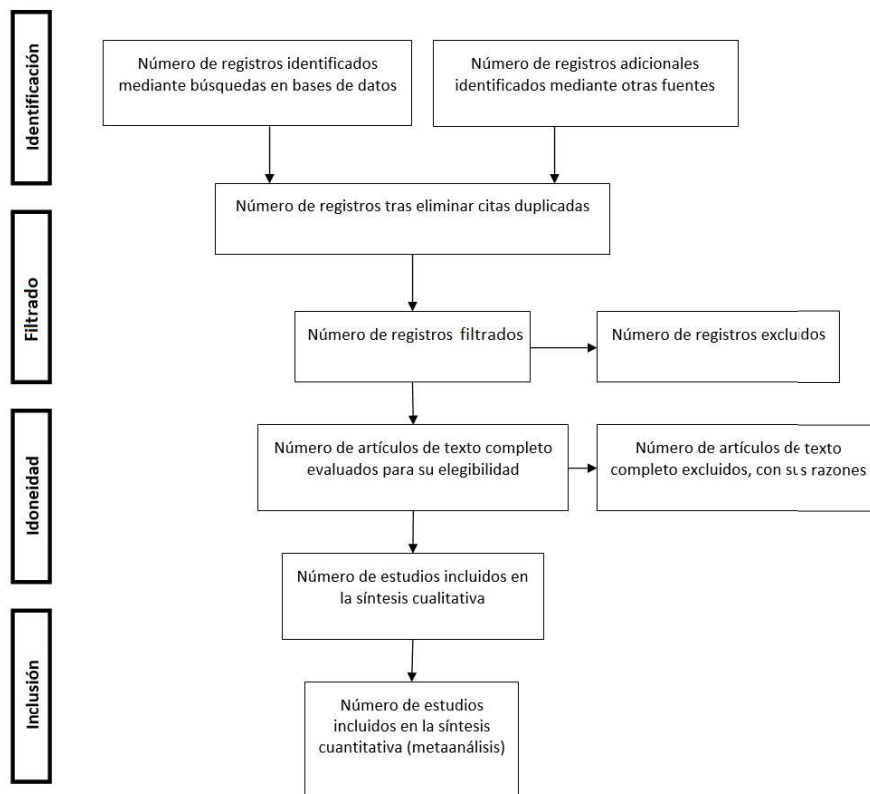 Identificación
Número de registros identificados
mediante búsquedas en bases de datos
Número de registros adicionales
identificados mediante otras fuentes
Número de registros tras eliminar citas duplicadas
Filtrado
Número de registros filtrados
Número de registros excluidos
Idoneidad
Número de artículos de texto completo
evaluados para su elegibilidad
Número de artículos de texto
completo excluidos, con sus razones
Número de estudios incluidos en
la síntesis cualitativa
Inclusión
Número de estudios
incluidos en la síntesis
cuantitativa (metaanálisis)